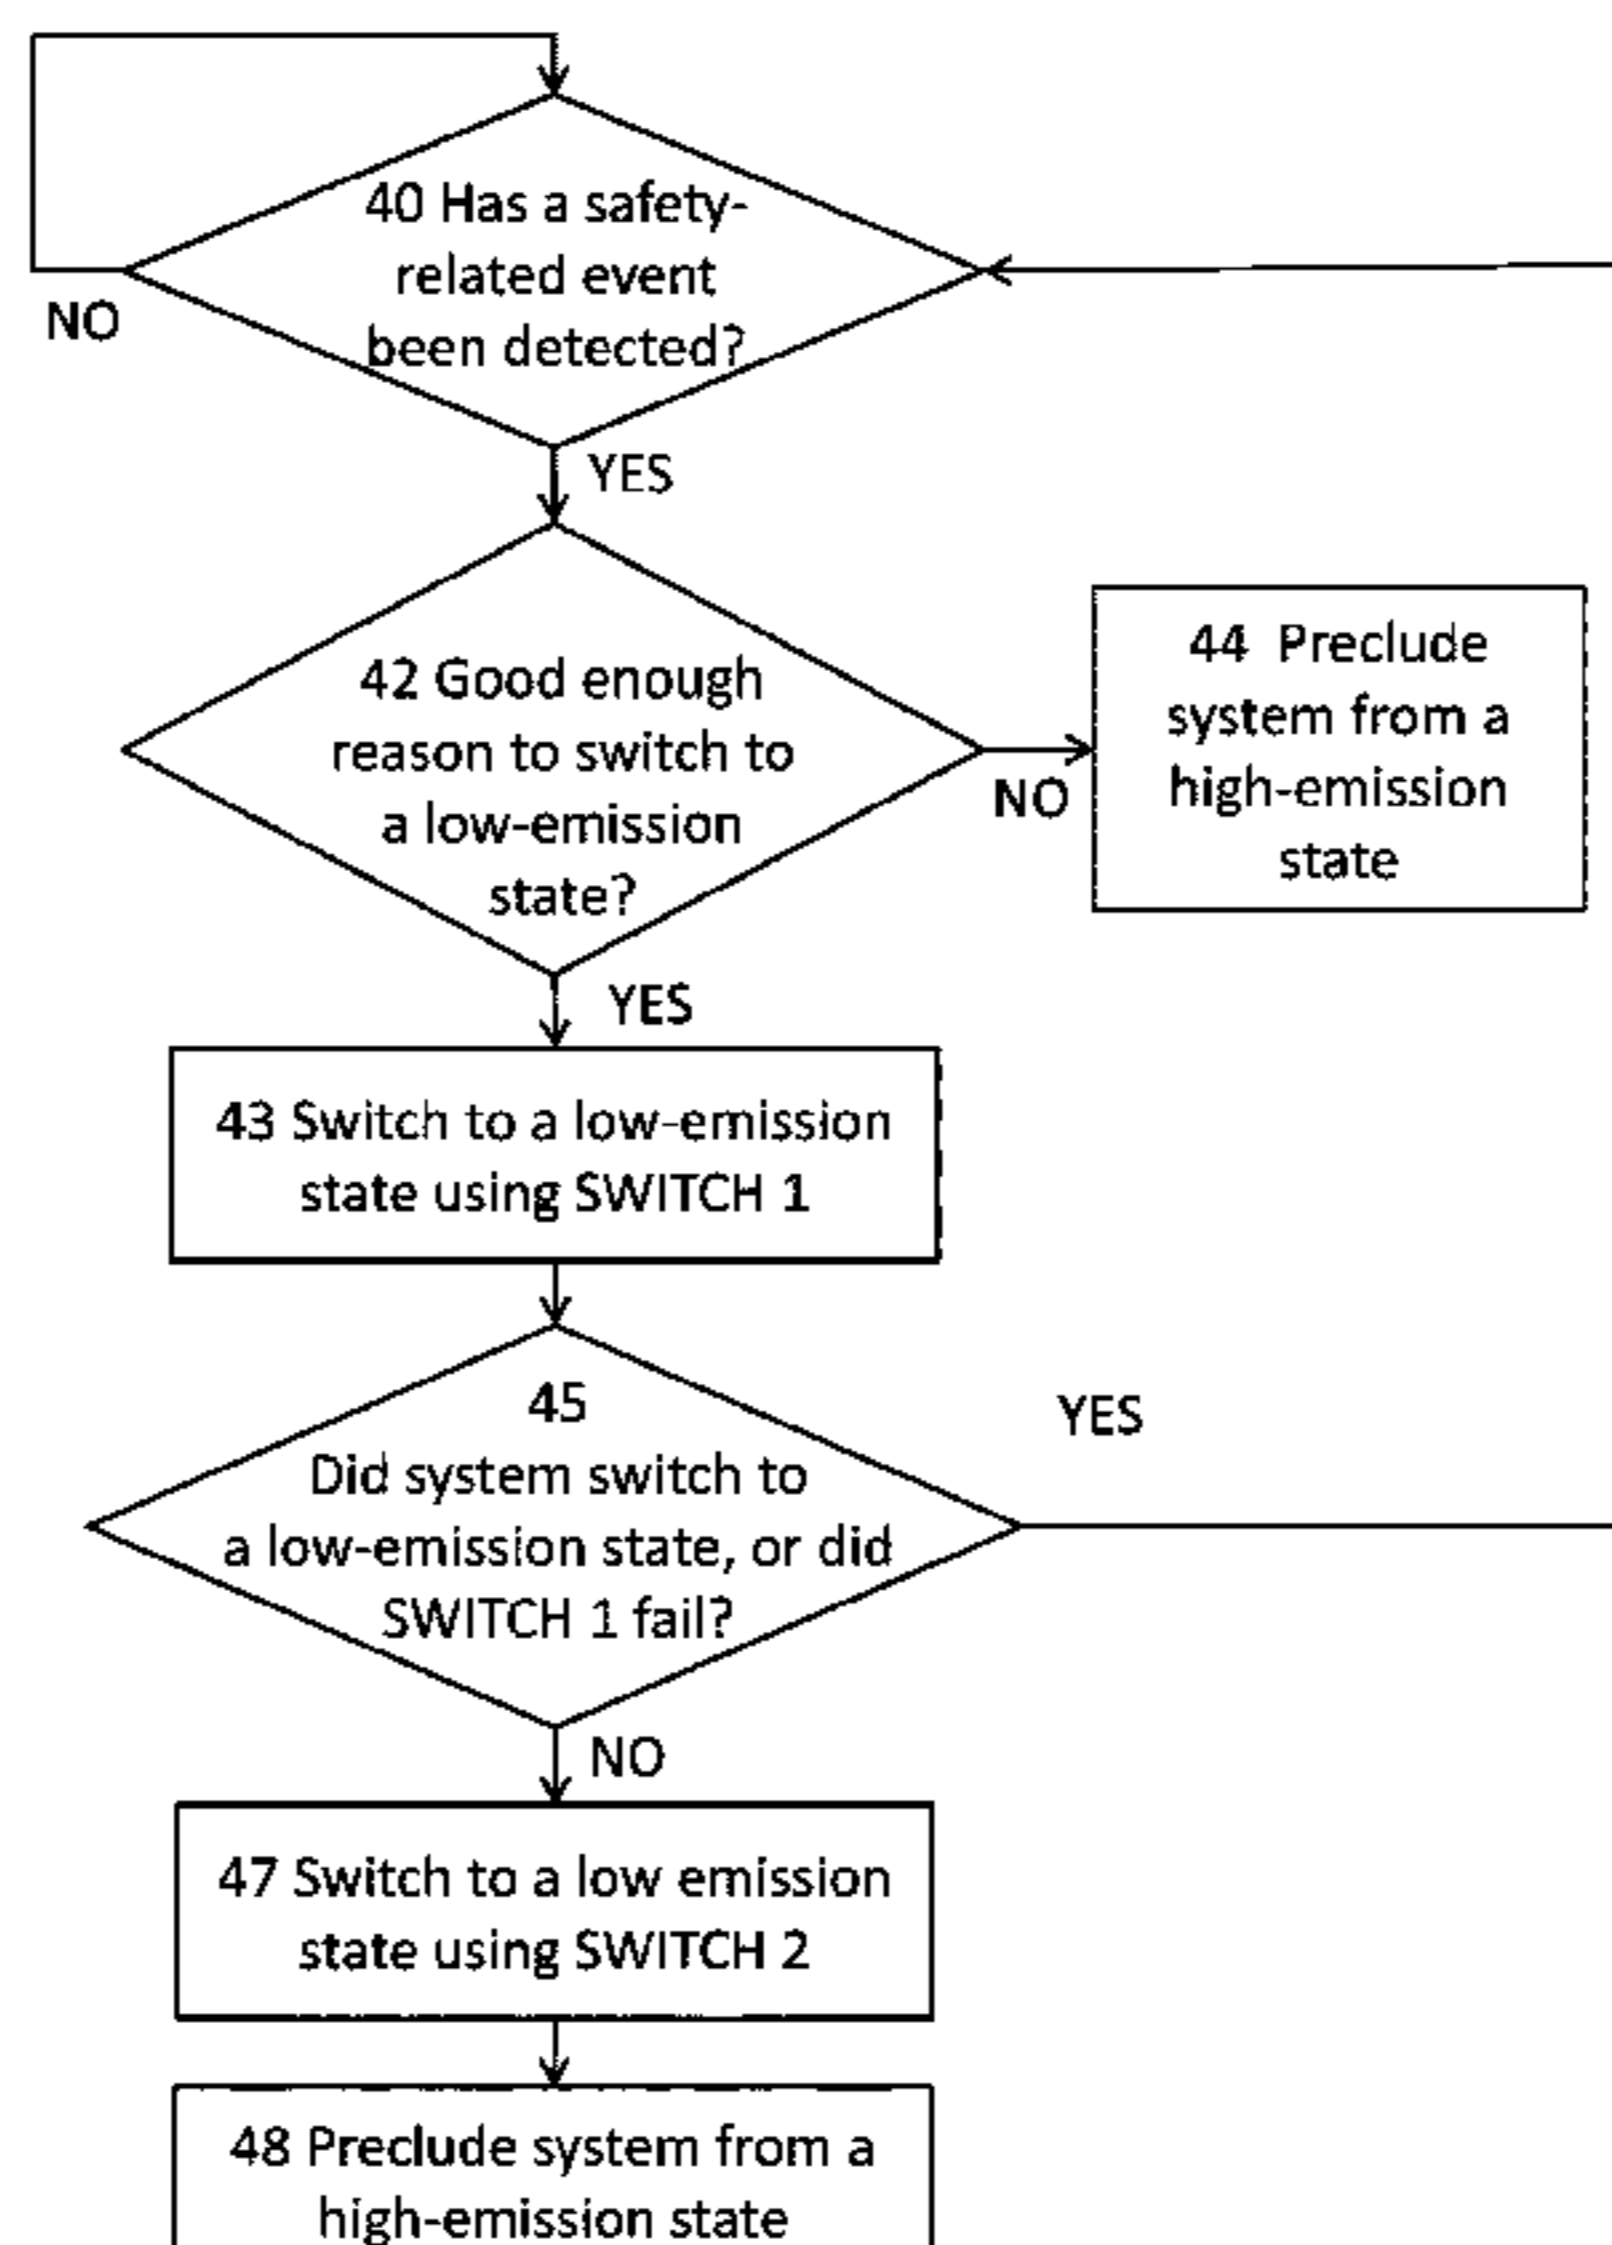 40 Has a safety-
related event
been detected?
NO
YES
42 Good enough
reason to switch to
a low-emission
state?
NO
44 Preclude
system from a
high-emission
state
YES
43 Switch to a low-emission
state using SWITCH 1
45
Did system switch to
a low-emission state, or did
SWITCH 1 fail?
YES
NO
47 Switch to a low emission
state using SWITCH 2
48 Preclude system from a
high-emission state